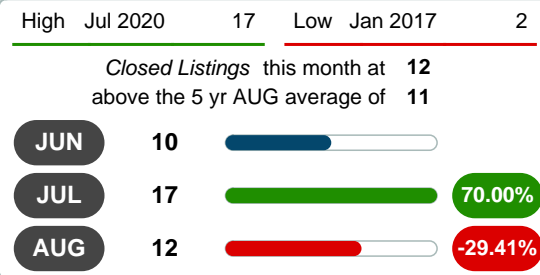 High Jul 2020 17 Low Jan 2017 2
Closed Listings this month at 12
above the 5 yr AUG average of 11
JUN 10
JUL 17 70.00%
AUG 12 -29.41%